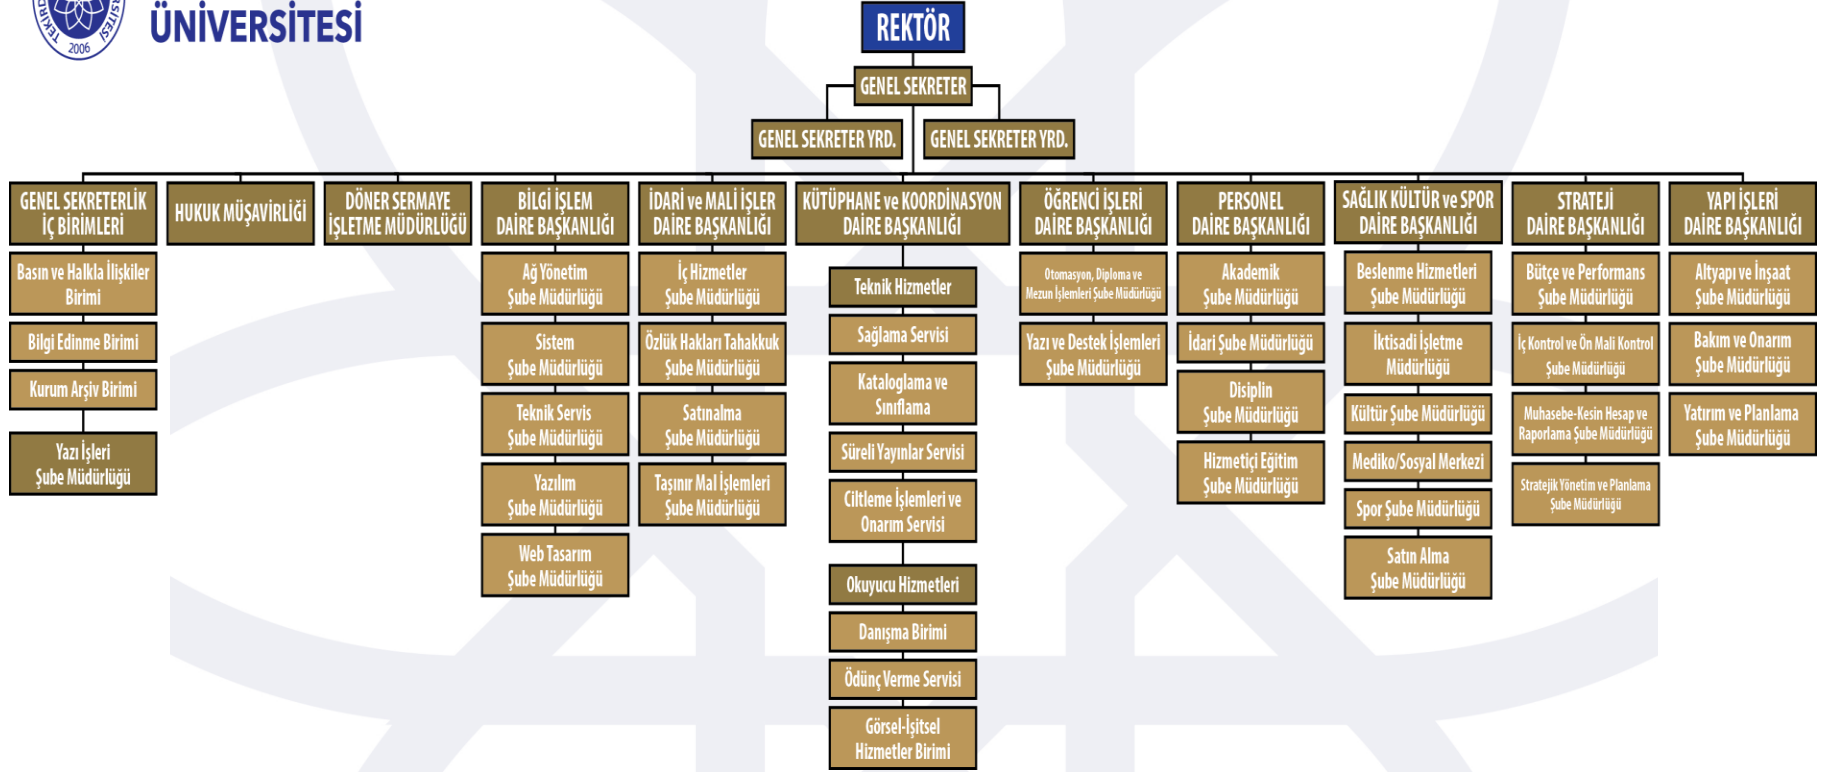 ÜNİVERSİTESİ
TEKİRD
RSİTESİ
2006
REKTÖR
GENEL SEKRETER
GENEL SEKRETER YRD.
GENEL SEKRETER YRD.
GENEL SEKRETERLİK
İÇ BİRİMLERİ
Basın ve Halkla İlişkiler
Birimi
Bilgi Edinme Birimi
Kurum Arşiv Birimi
Yazı İşleri
Şube Müdürlüğü
HUKUK MÜŞAVİRLİĞİ
DÖNER SERMAYE
İŞLETME MÜDÜRLÜĞÜ
BİLGİ İŞLEM
DAİRE BAŞKANLIĞI
Ağ Yönetim
Şube Müdürlüğü
Sistem
Şube Müdürlüğü
Teknik Servis
Şube Müdürlüğü
Yazılım
Şube Müdürlüğü
Web Tasarım
Şube Müdürlüğü
İDARİ ve MALİ İŞLER
DAİRE BAŞKANLIĞI
İç Hizmetler
Şube Müdürlüğü
Özlük Hakları Tahakkuk
Şube Müdürlüğü
Satınalma
Şube Müdürlüğü
Taşınır Mal İşlemleri
Şube Müdürlüğü
KÜTÜPHANE ve KOORDİNASYON
DAİRE BAŞKANLIĞI
Teknik Hizmetler
Sağlama Servisi
Kataloglama ve
Sınıflama
Süreli Yayınlar Servisi
Ciltleme İşlemleri ve
Onarım Servisi
Okuyucu Hizmetleri
Danışma Birimi
Ödünç Verme Servisi
Görsel-İşitsel
Hizmetler Birimi
ÖĞRENCİ İŞLERİ
DAİRE BAŞKANLIĞI
Otomasyon, Diploma ve
Mezun İşlemleri Şube Müdürlüğü
Yazı ve Destek İşlemleri
Şube Müdürlüğü
PERSONEL
DAİRE BAŞKANLIĞI
Akademik
Şube Müdürlüğü
İdari Şube Müdürlüğü
Disiplin
Şube Müdürlüğü
Hizmetiçi Eğitim
Şube Müdürlüğü
SAĞLIK KÜLTÜR ve SPOR
DAİRE BAŞKANLIĞI
Beslenme Hizmetleri
Şube Müdürlüğü
İktisadi İşletme
Müdürlüğü
Kültür Şube Müdürlüğü
Mediko/Sosyal Merkezi
Spor Şube Müdürlüğü
Satın Alma
Şube Müdürlüğü
STRATEJİ
DAİRE BAŞKANLIĞI
Bütçe ve Performans
Şube Müdürlüğü
İç Kontrol ve Ön Mali Kontrol
Şube Müdürlüğü
Muhasebe-Kesin Hesap ve
Raporlama Şube Müdürlüğü
Stratejik Yönetim ve Planlama
Şube Müdürlüğü
YAPI İŞLERİ
DAİRE BAŞKANLIĞI
Altyapı ve İnşaat
Şube Müdürlüğü
Bakım ve Onarım
Şube Müdürlüğü
Yatırım ve Planlama
Şube Müdürlüğü